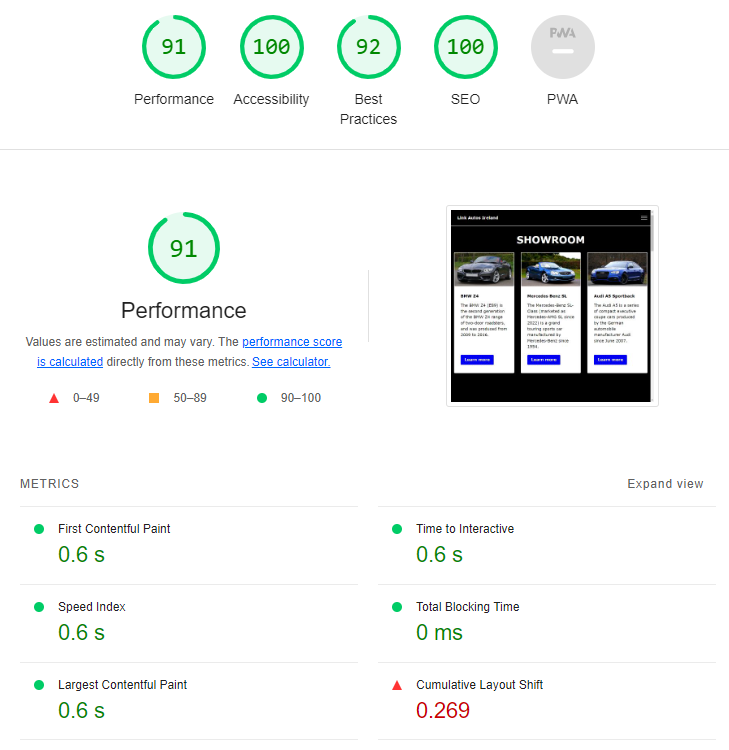 91
100
92
100
PWA
Performance
Accessibility
Best
Practices
SEO
PWA
91
Performance
Values are estimated and may vary. The performance score
is calculated directly from these metrics. See calculator.
0–49
50–89
90–100
Link Autos Ireland
SHOWROOM
BMW Z4
The BMW Z4 (E89) is
the second generation
of the BMW Z4 range
of two-door roadsters,
and was produced from
2009 to 2016.
Learn more
Mercedes-Benz SL
The Mercedes-Benz SL-
Class (marketed as
Mercedes-AMG SL since
2022) is a grand
touring sports car
manufactured by
Mercedes-Benz since
1954.
Learn more
Audi A5 Sportback
The Audi A5 is a series
of compact executive
coupe cars produced
by the German
automobile
manufacturer Audi
since June 2007.
Learn more
METRICS
Expand view
First Contentful Paint
0.6 s
Time to Interactive
0.6 s
Speed Index
0.6 s
Total Blocking Time
0 ms
Largest Contentful Paint
0.6 s
Cumulative Layout Shift
0.269